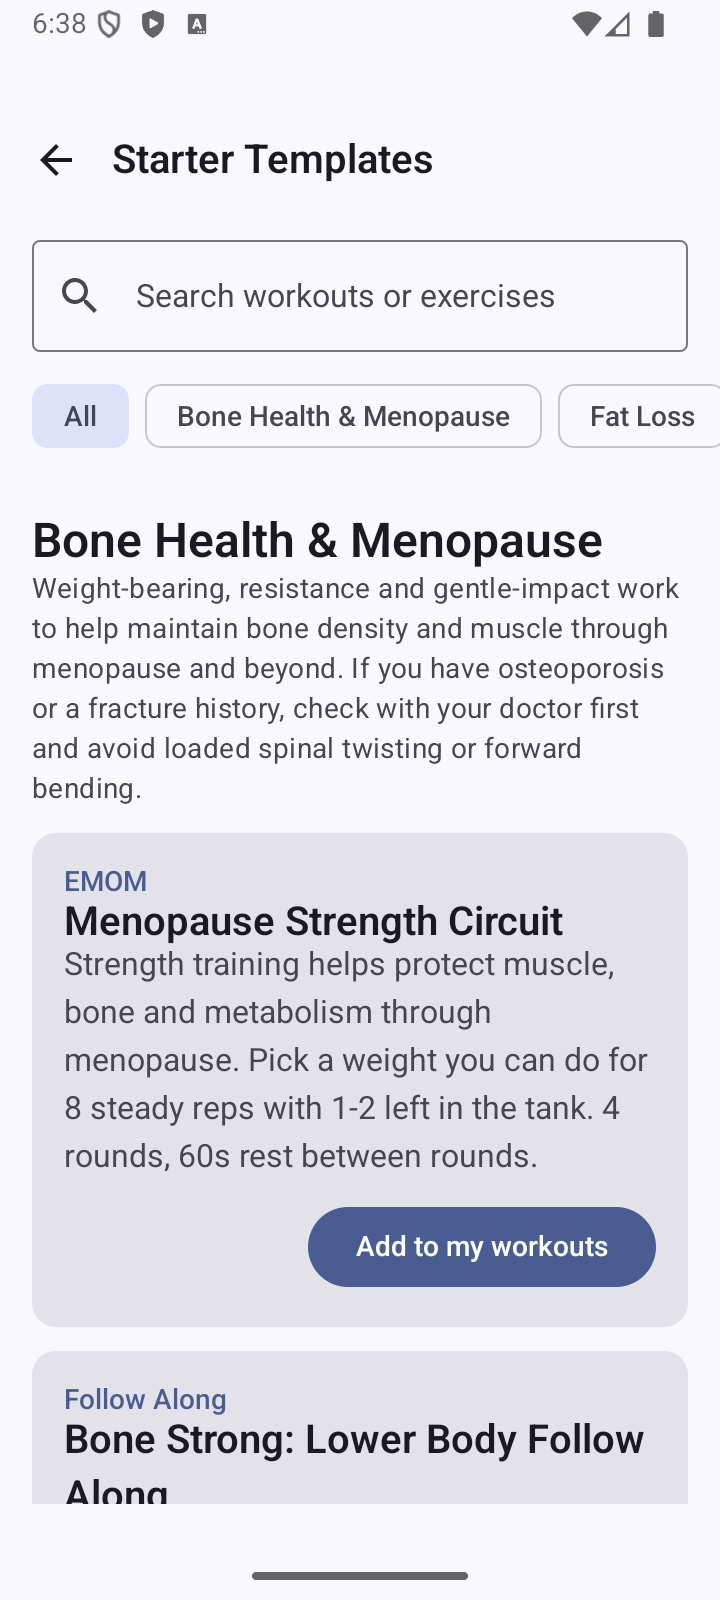 6:38
Starter Templates
Search workouts or exercises
All
Bone Health & Menopause
Fat Loss
Bone Health & Menopause
Weight-bearing, resistance and gentle-impact work
to help maintain bone density and muscle through
menopause and beyond. If you have osteoporosis
or a fracture history, check with your doctor first
and avoid loaded spinal twisting or forward
bending.
EMOM
Menopause Strength Circuit
Strength training helps protect muscle,
bone and metabolism through
menopause. Pick a weight you can do for
8 steady reps with 1-2 left in the tank. 4
rounds, 60s rest between rounds.
Add to my workouts
Follow Along
Bone Strong: Lower Body Follow
Along